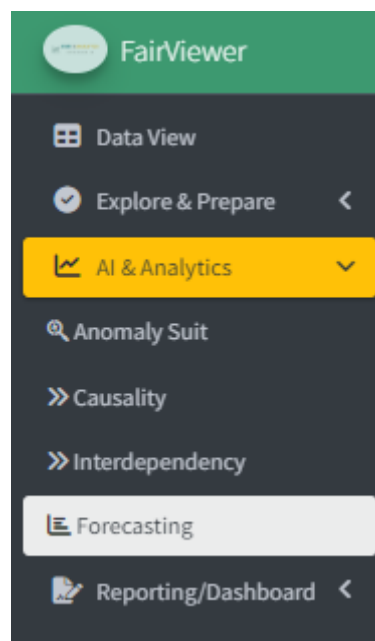 FairViewer
Data View
Explore & Prepare
AI & Analytics
Anomaly Suit
Causality
Interdependency
Forecasting
Reporting/Dashboard